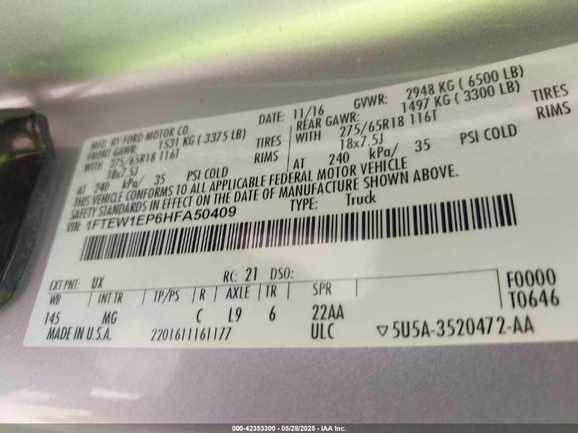 MFD. BY FORD MOTOR CO. DATE: 11/16 GVWR: 2948 KG ( 6500 LB)
FRONT GAWR: 1531 KG ( 3375 LB) REAR GAWR: 1497 KG ( 3300 LB)
WITH 275/65R18 116T TIRES WITH 275/65R18 116T TIRES
18x7.5J RIMS 18x7.5J RIMS
AT 240 kPa/ 35 PSI COLD AT 240 kPa/ 35 PSI COLD
THIS VEHICLE CONFORMS TO ALL APPLICABLE FEDERAL MOTOR VEHICLE
SAFETY STANDARDS IN EFFECT ON THE DATE OF MANUFACTURE SHOWN ABOVE.
VIN: 1FTEW1EP6HFA50409 TYPE: Truck
EXT PNT: UX RC: 21 DSO: F0000
WB INT TR TP/PS R AXLE TR SPR T0646
145 MG C L9 6 22AA
MADE IN U.S.A. 2201611161177 ULC ▽5U5A-3520472-AA
000-42353300 - 05/28/2025 - IAA Inc.